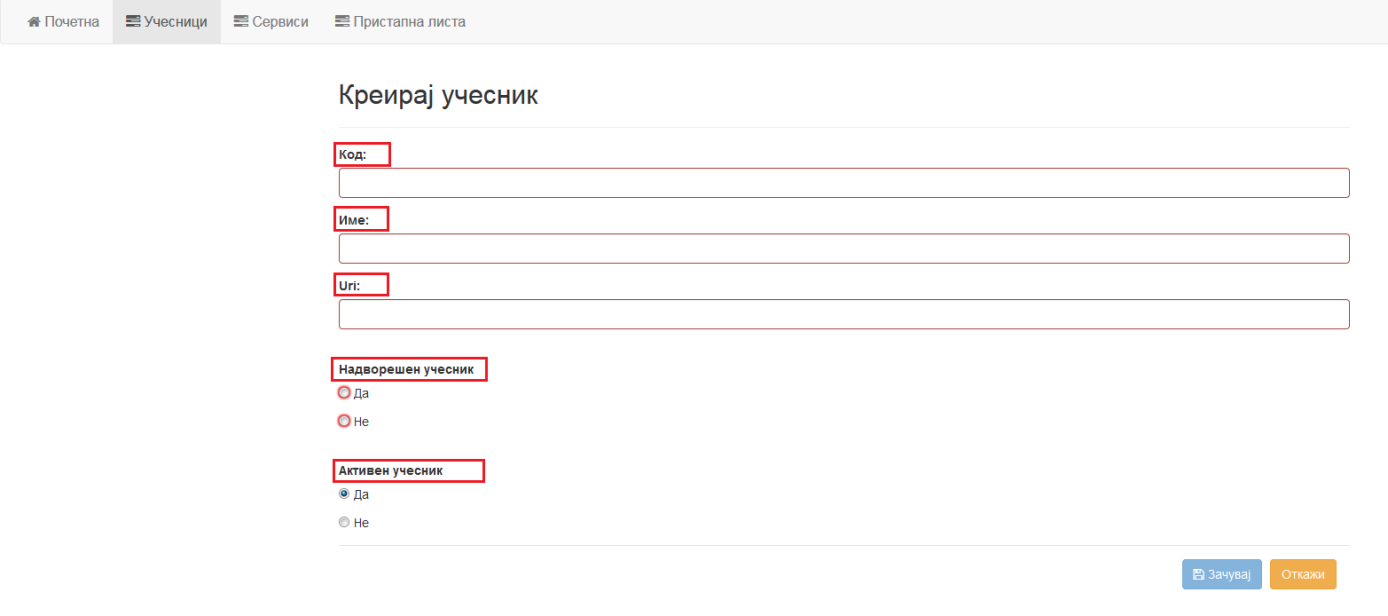 Почетна Учесници Сервиси Пристапна листа
Креирај учесник
Код:
Име:
Uri:
Надворешен учесник
Да
Не
Активен учесник
Да
Не
Зачувај Откажи